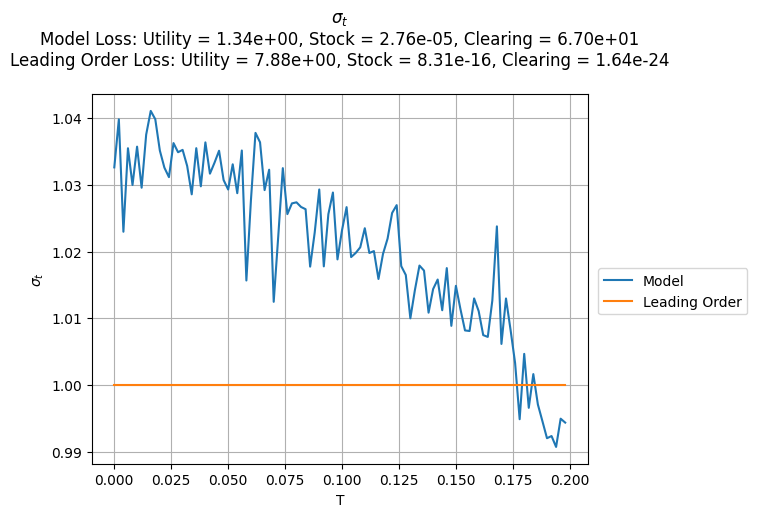 σt
Model Loss: Utility = 1.34e+00, Stock = 2.76e-05, Clearing = 6.70e+01
Leading Order Loss: Utility = 7.88e+00, Stock = 8.31e-16, Clearing = 1.64e-24
1.04
1.03
1.02
1.01
1.00
0.99
σt
Model
Leading Order
0.000 0.025 0.050 0.075 0.100 0.125 0.150 0.175 0.200
T